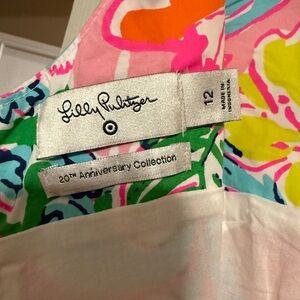 Lilly Pulitzer
12
MADE IN
INDONESIA
20TH Anniversary Collection